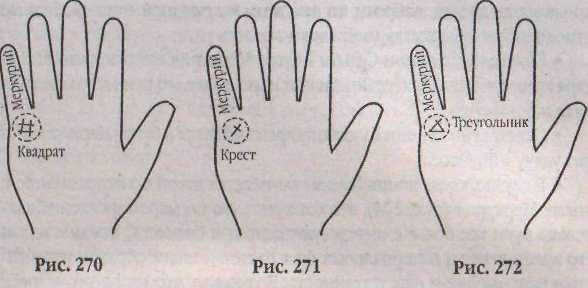 Меркурий
Квадрат
Рис. 270
Меркурий
Крест
Рис. 271
Меркурий
Треугольник
Рис. 272